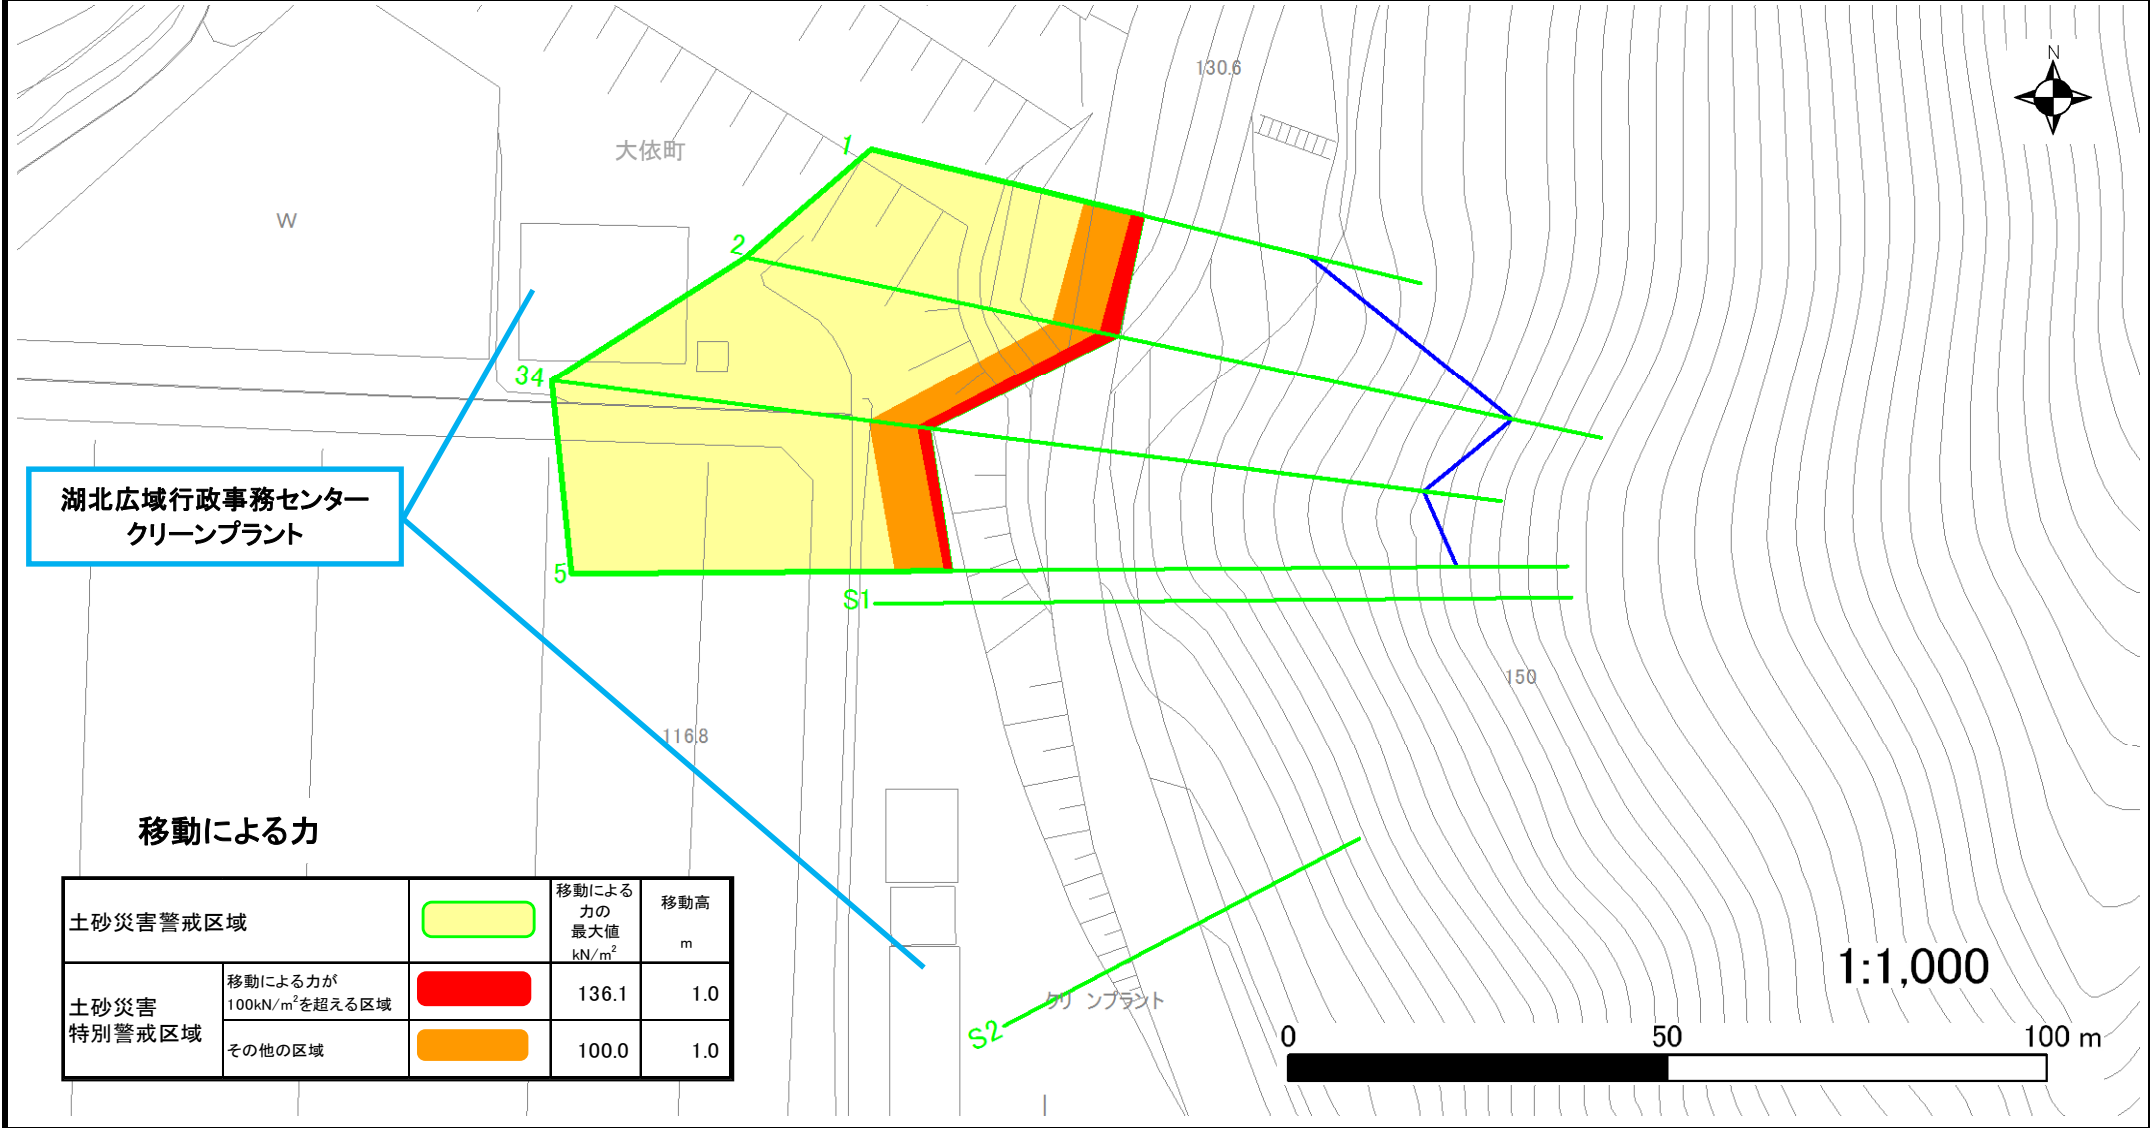 N
130.6
大依町
W
1
2
34
5
S1
S2
湖北広域行政事務センター
クリーンプラント
150
116.8
クリーンプラント
移動による力
土砂災害警戒区域
移動による
力の
最大値
kN/m²
移動高
m
土砂災害
特別警戒区域
移動による力が
100kN/m²を超える区域
136.1
1.0
その他の区域
100.0
1.0
1:1,000
0 50 100 m